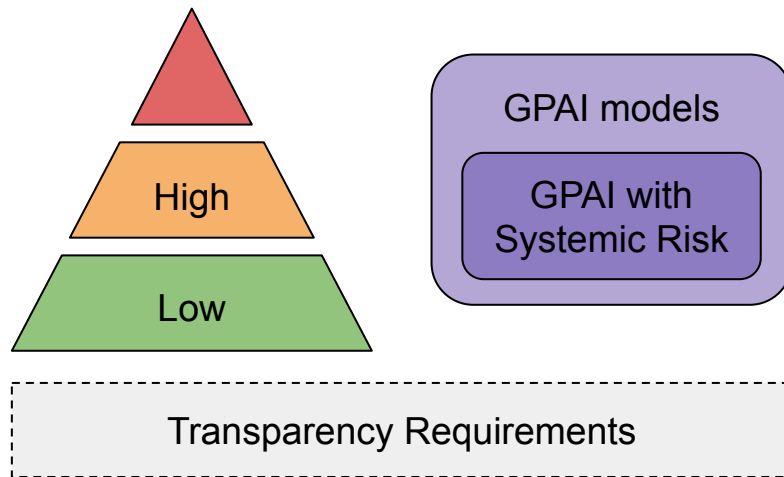 High
Low
GPAI models
GPAI with
Systemic Risk
Transparency Requirements